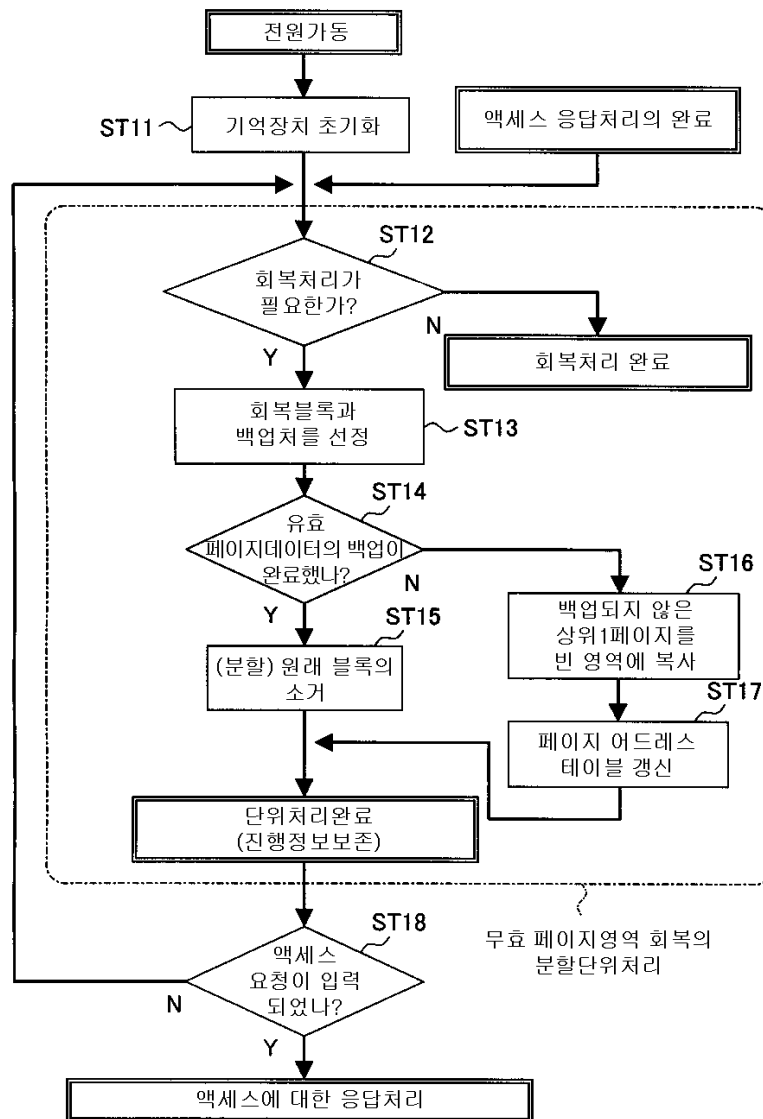 전원가동
ST11
기억장치 초기화
액세스 응답처리의 완료
ST12
회복처리가
필요한가?
N
Y
회복처리 완료
회복블록과
백업처를 선정
ST13
ST14
유효
페이지데이터의 백업이
완료했나?
N
Y
ST16
백업되지 않은
상위1페이지를
빈 영역에 복사
ST15
(분할) 원래 블록의
소거
ST17
페이지 어드레스
테이블 갱신
단위처리완료
(진행정보보존)
ST18
액세스
요청이 입력
되었나?
N
Y
무효 페이지영역 회복의
분할단위처리
액세스에 대한 응답처리